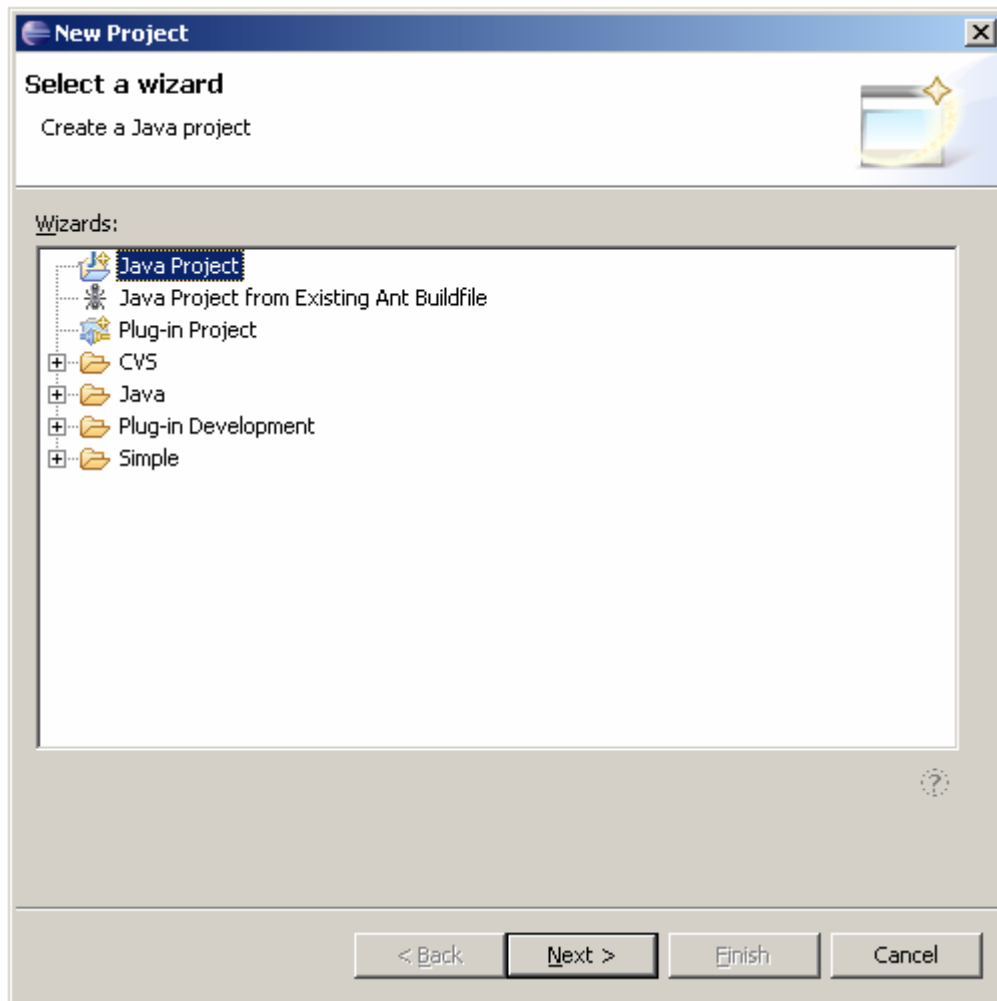 New Project
Select a wizard
Create a Java project
Wizards:
Java Project
Java Project from Existing Ant Buildfile
Plug-in Project
CVS
Java
Plug-in Development
Simple
?
< Back
Next >
Finish
Cancel